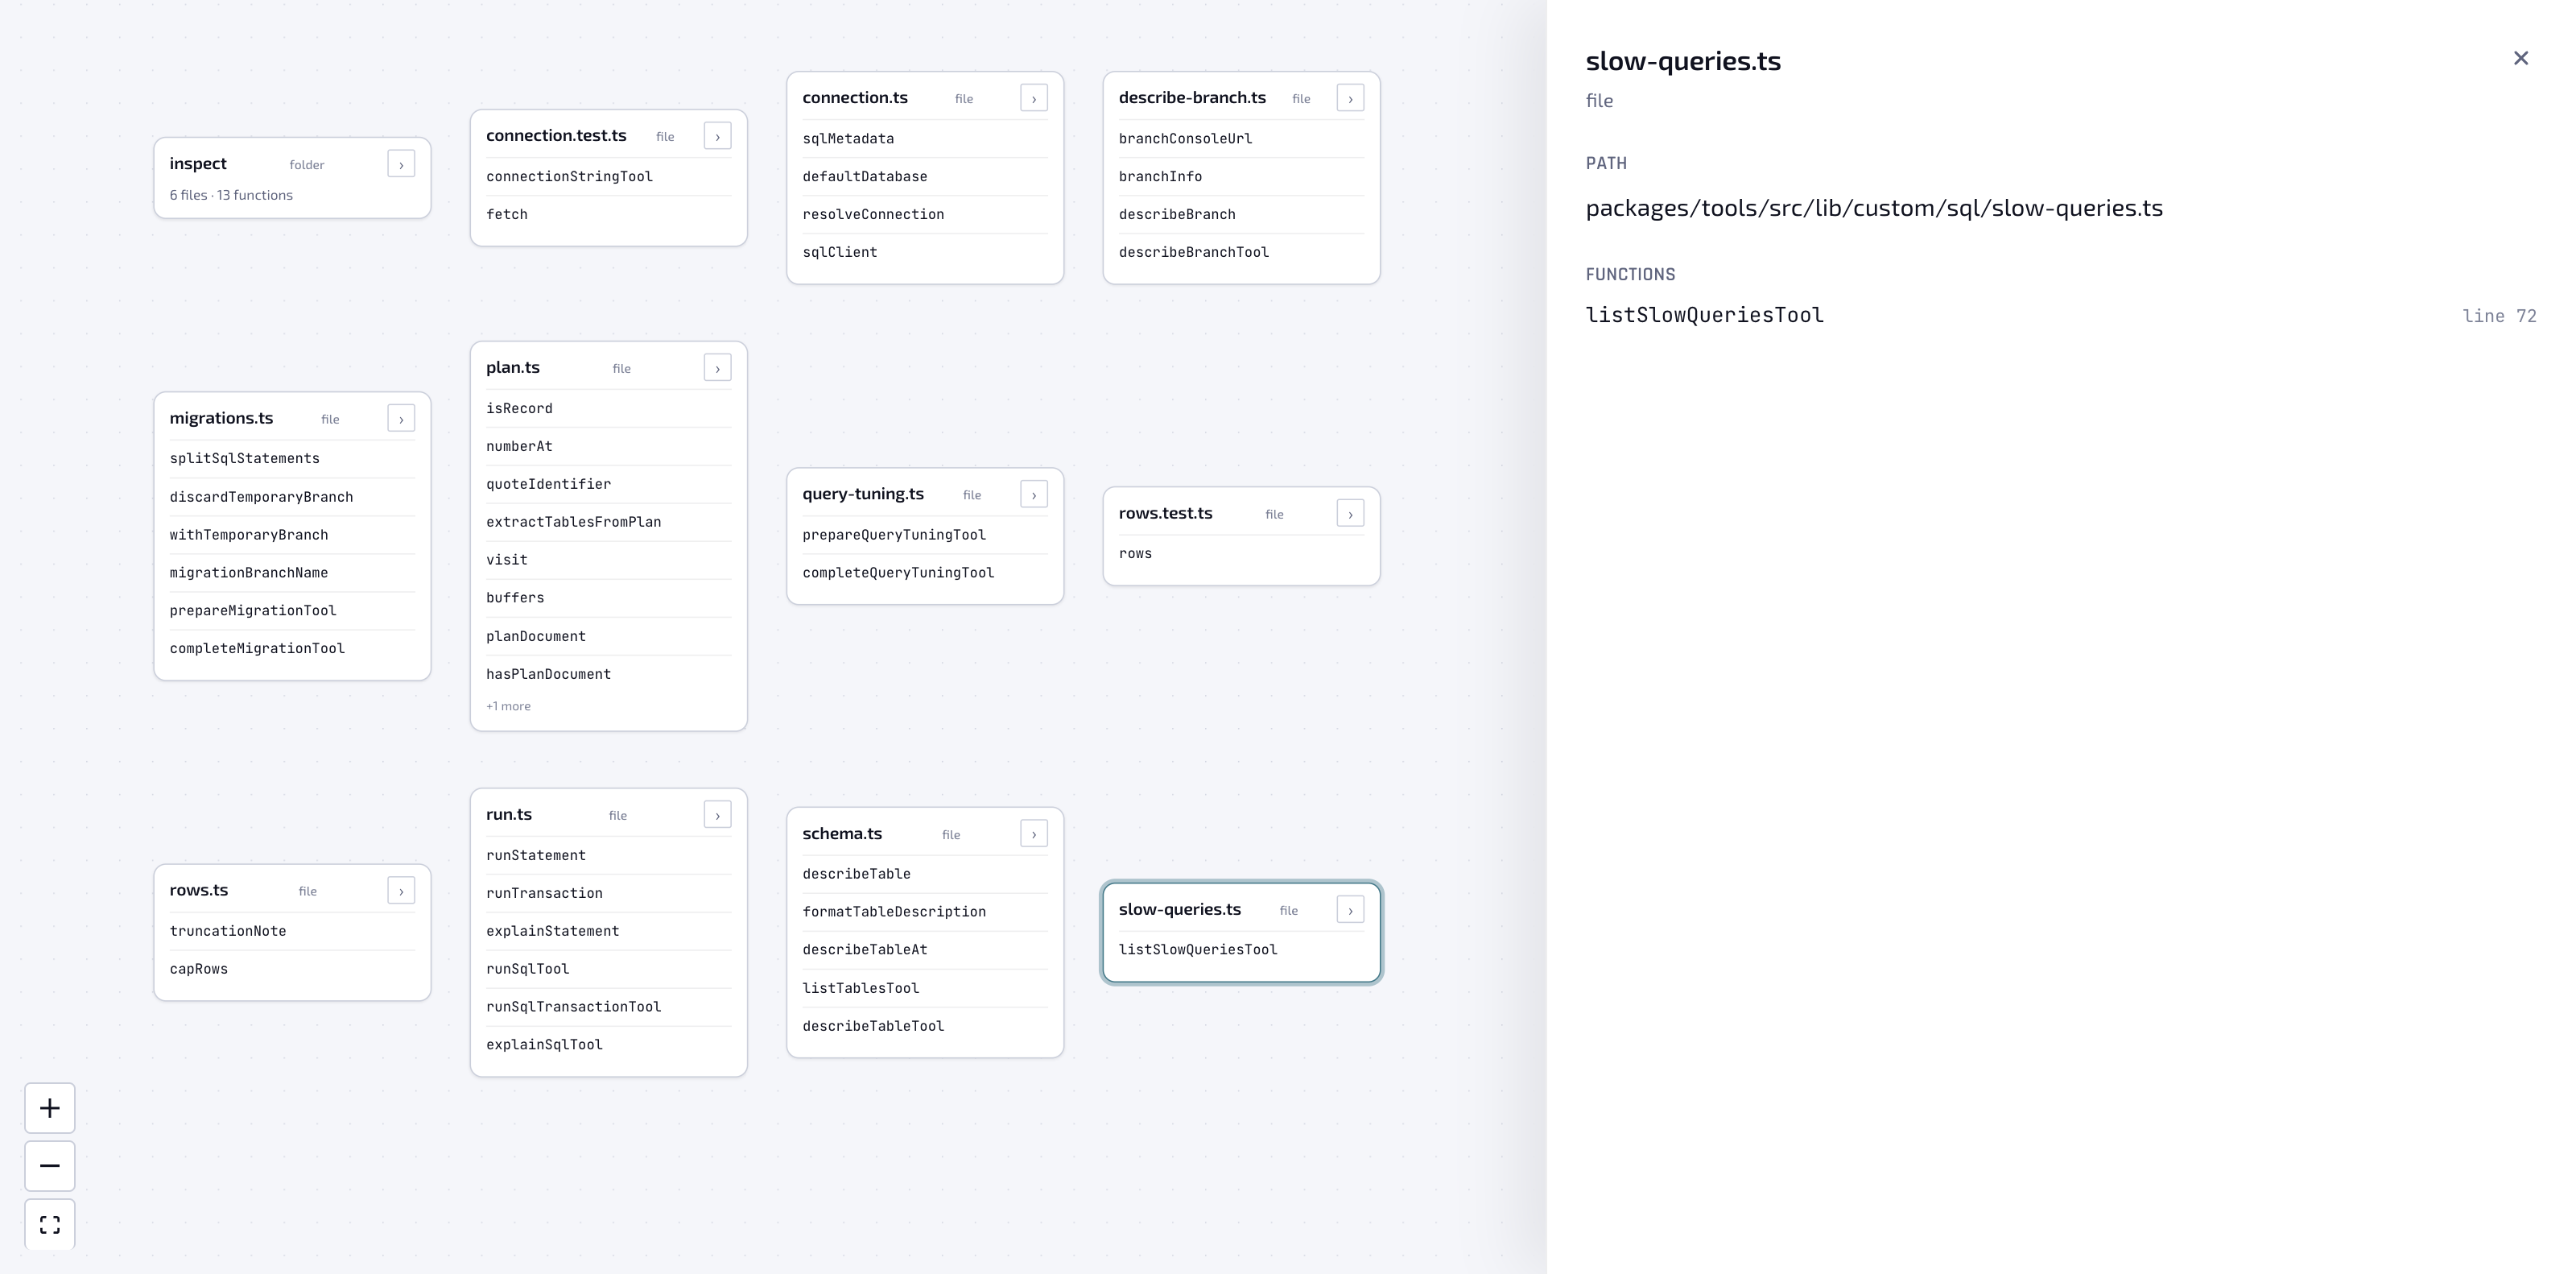 inspect folder ›
6 files · 13 functions
connection.test.ts file ›
connectionStringTool
fetch
connection.ts file ›
sqlMetadata
defaultDatabase
resolveConnection
sqlClient
describe-branch.ts file ›
branchConsoleUrl
branchInfo
describeBranch
describeBranchTool
migrations.ts file ›
splitSqlStatements
discardTemporaryBranch
withTemporaryBranch
migrationBranchName
prepareMigrationTool
completeMigrationTool
plan.ts file ›
isRecord
numberAt
quoteIdentifier
extractTablesFromPlan
visit
buffers
planDocument
hasPlanDocument
+1 more
query-tuning.ts file ›
prepareQueryTuningTool
completeQueryTuningTool
rows.test.ts file ›
rows
rows.ts file ›
truncationNote
capRows
run.ts file ›
runStatement
runTransaction
explainStatement
runSqlTool
runSqlTransactionTool
explainSqlTool
schema.ts file ›
describeTable
formatTableDescription
describeTableAt
listTablesTool
describeTableTool
slow-queries.ts file ›
listSlowQueriesTool
slow-queries.ts
file
PATH
packages/tools/src/lib/custom/sql/slow-queries.ts
FUNCTIONS
listSlowQueriesTool line 72